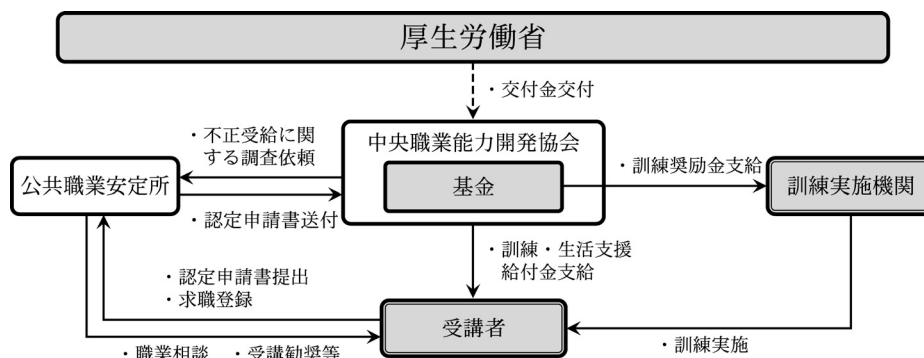 厚生労働省
・交付金交付
・不正受給に関
する調査依頼
中央職業能力開発協会
・訓練奨励金支給
公共職業安定所
基金
訓練実施機関
・認定申請書送付
・訓練・生活支援
給付金支給
・認定申請書提出
・求職登録
受講者
・訓練実施
・職業相談 ・受講勧奨等